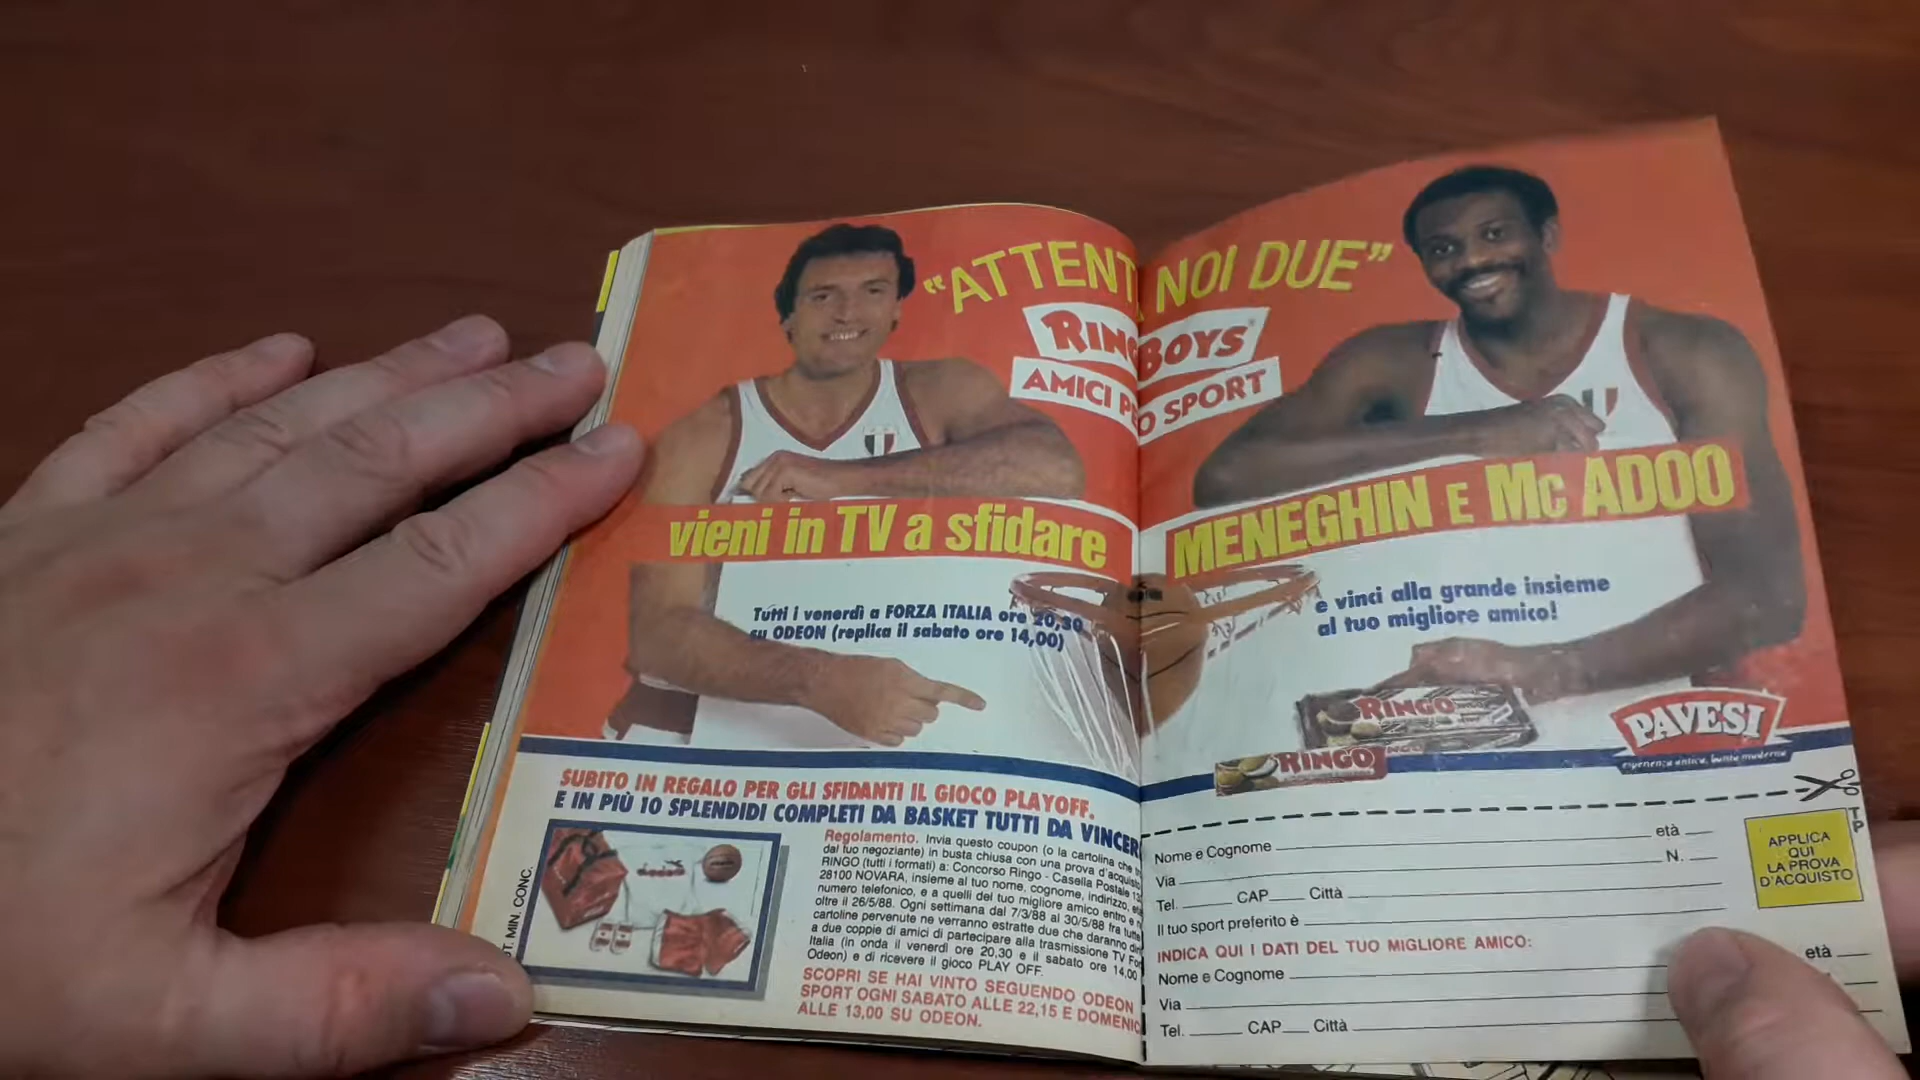 "ATTENTI NOI DUE"
RINGO BOYS
AMICI PER LO SPORT
vieni in TV a sfidare
MENEGHIN E Mc ADOO
Tutti i venerdì a FORZA ITALIA ore 20,30
su ODEON (replica il sabato ore 14,00)
e vinci alla grande insieme
al tuo migliore amico!
RINGO
RINGO
PAVESI
esperienza antica, bontà moderna
SUBITO IN REGALO PER GLI SFIDANTI IL GIOCO PLAYOFF.
E IN PIÙ 10 SPLENDIDI COMPLETI DA BASKET TUTTI DA VINCER
Regolamento. Invia questo coupon (o la cartolina che
dal tuo negoziante) in busta chiusa con una prova d'acquisto
RINGO (tutti i formati) a: Concorso Ringo - Casella Postale
28100 NOVARA, insieme al tuo nome, cognome, indirizzo,
numero telefonico, e a quelli del tuo migliore amico entro e
oltre il 26/5/88. Ogni settimana dal 7/3/88 al 30/5/88 fra tutte
cartoline pervenute ne verranno estratte due che daranno
a due coppie di amici di partecipare alla trasmissione TV
Italia (in onda il venerdì ore 20,30 e il sabato ore 14,00
Odeon) e di ricevere il gioco PLAY OFF.
SCOPRI SE HAI VINTO SEGUENDO ODEON
SPORT OGNI SABATO ALLE 22,15 E DOMENIC
ALLE 13,00 SU ODEON.
UT. MIN. CONC.
Nome e Cognome età
Via N.
Tel. CAP Città
Il tuo sport preferito è
INDICA QUI I DATI DEL TUO MIGLIORE AMICO:
Nome e Cognome età
Via
Tel. CAP Città
APPLICA
QUI
LA PROVA
D'ACQUISTO
TP